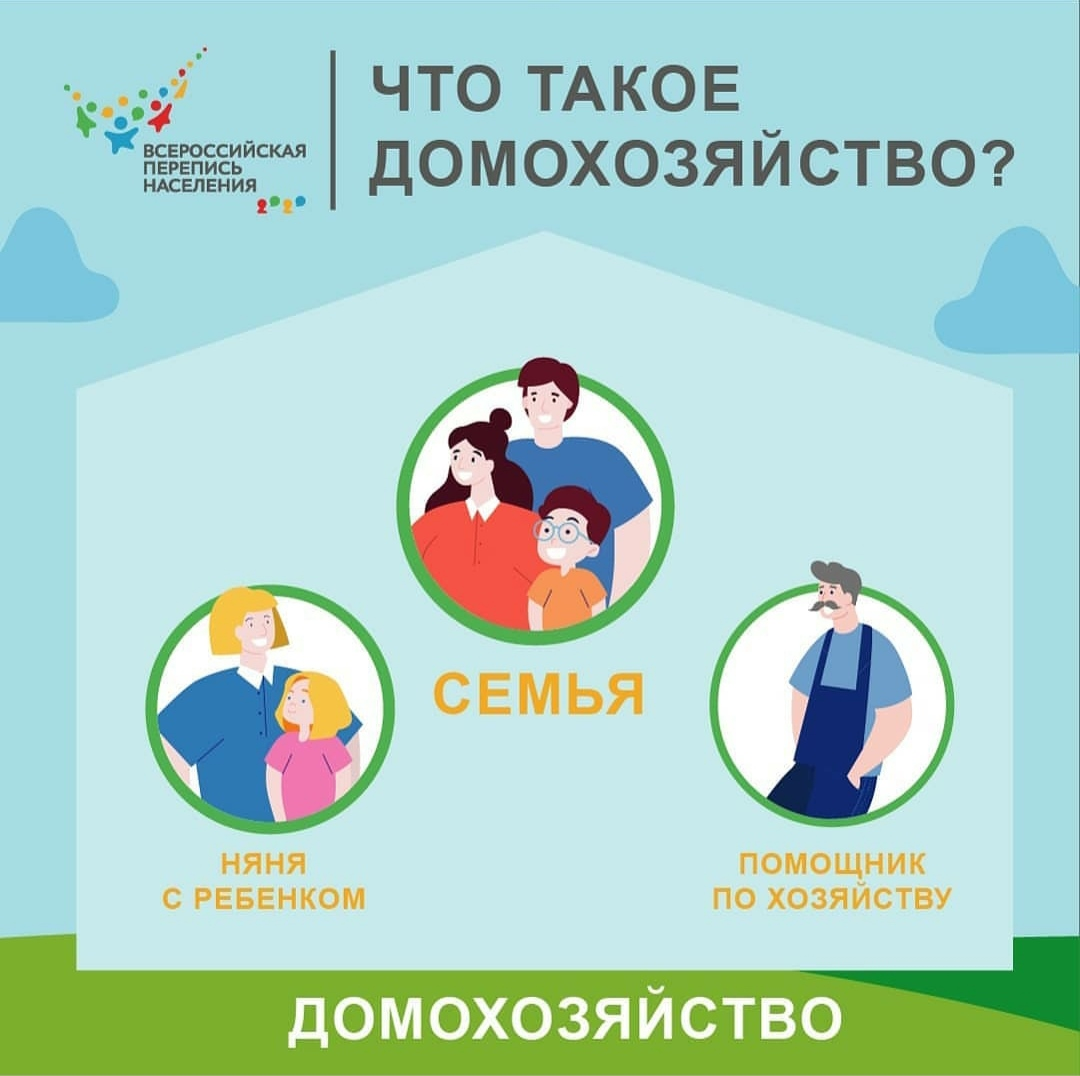 ВСЕРОССИЙСКАЯ
ПЕРЕПИСЬ
НАСЕЛЕНИЯ
2020
ЧТО ТАКОЕ
ДОМОХОЗЯЙСТВО?
СЕМЬЯ
НЯНЯ
С РЕБЕНКОМ
ПОМОЩНИК
ПО ХОЗЯЙСТВУ
ДОМОХОЗЯЙСТВО